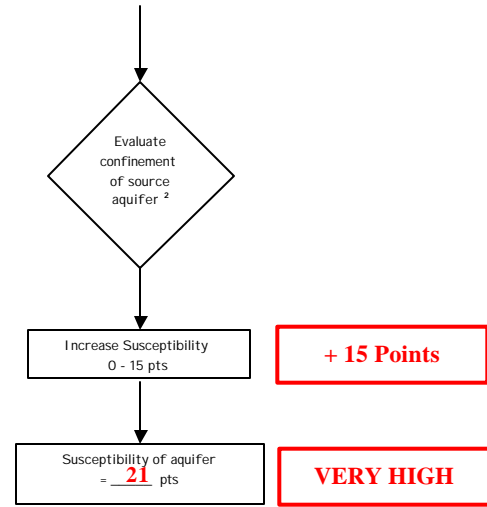 Evaluate
confinement
of source
aquifer ²
Increase Susceptibility
0 - 15 pts
+ 15 Points
Susceptibility of aquifer
= 21 pts
VERY HIGH